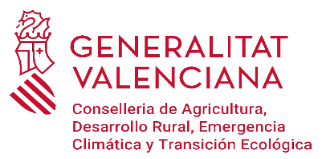 GENERALITAT
VALENCIANA
Conselleria de Agricultura,
Desarrollo Rural, Emergencia
Climática y Transición Ecológica